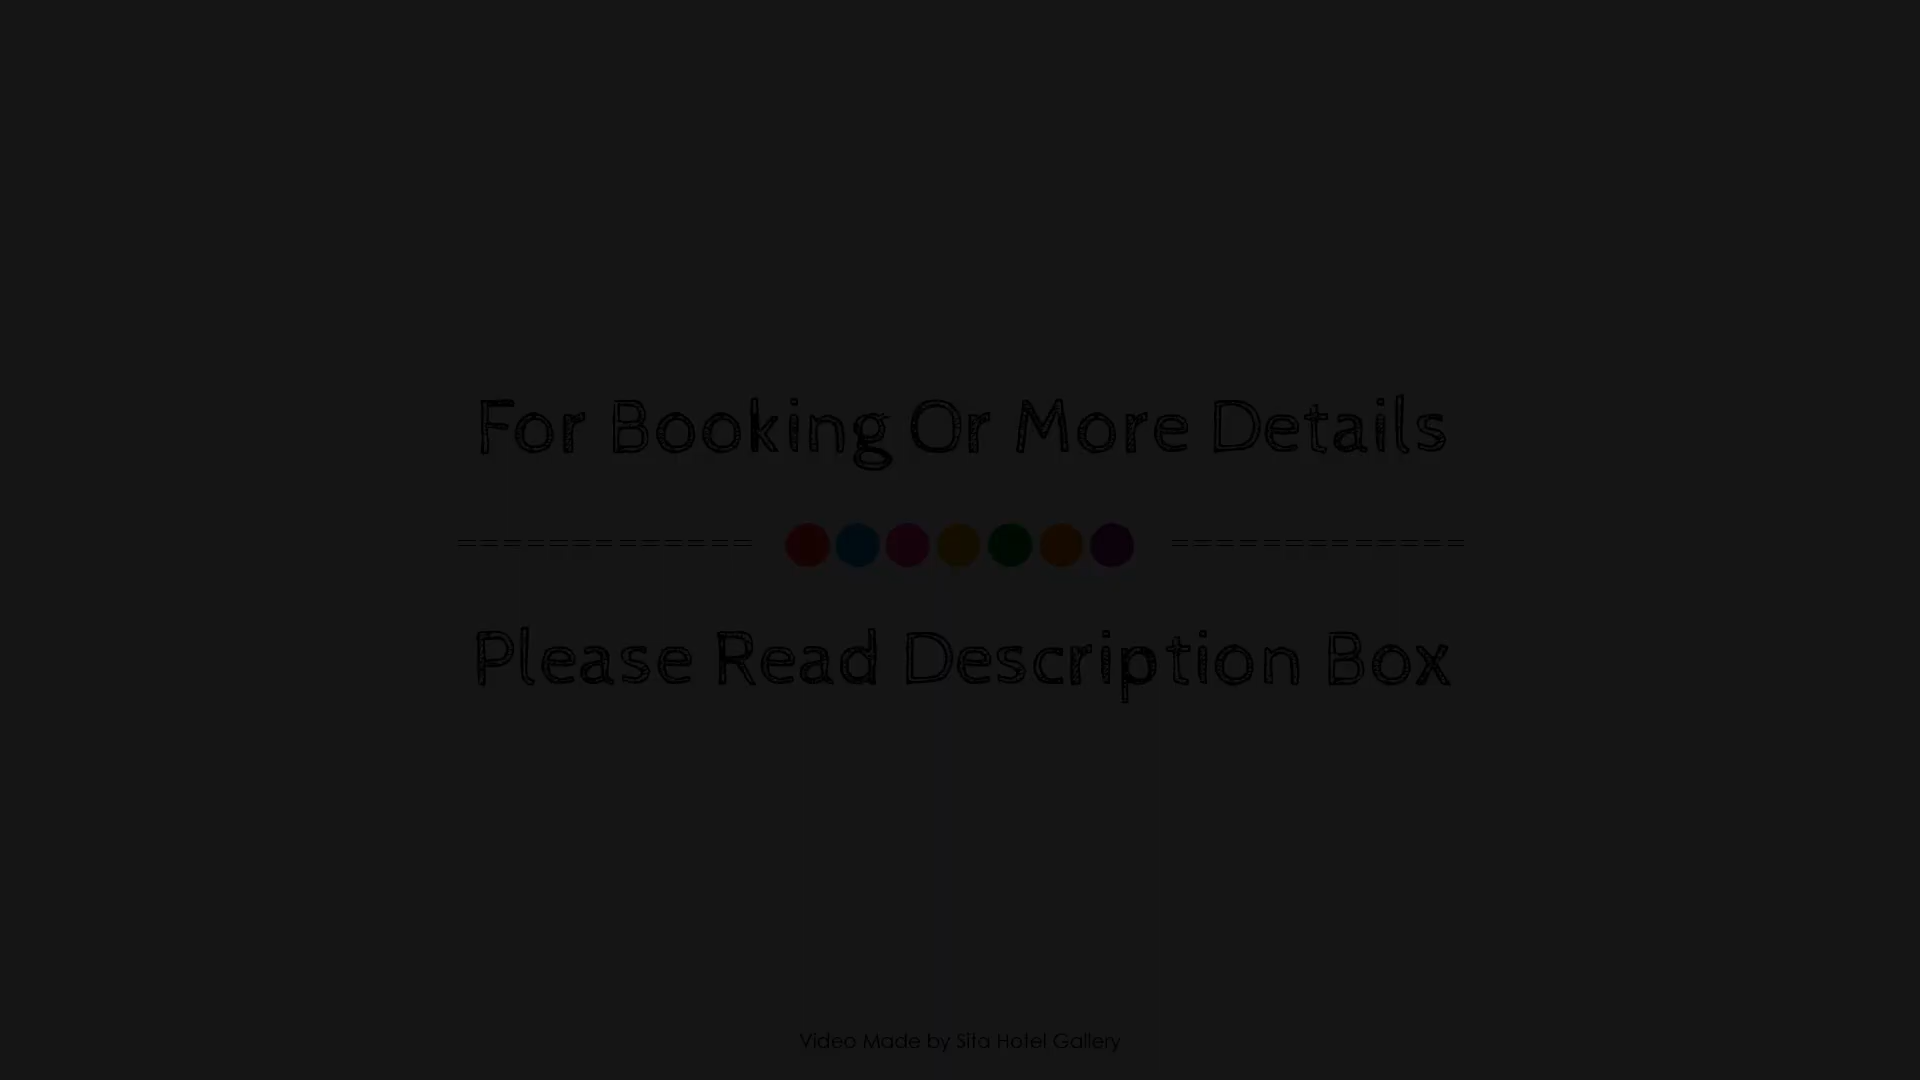 For Booking Or More Details
============= =============
Please Read Description Box
Video Made by Sita Hotel Gallery